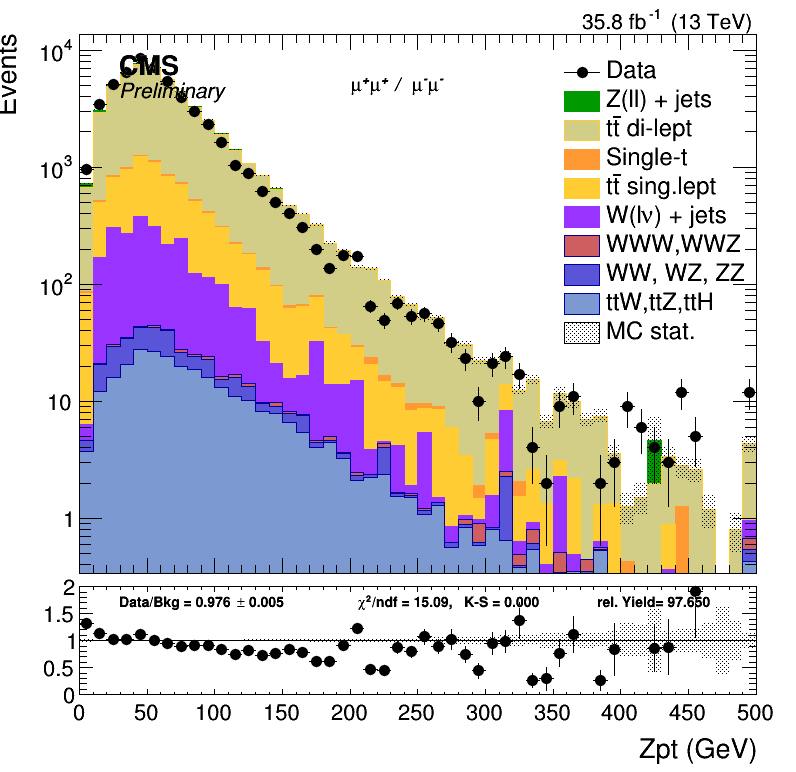 35.8 fb⁻¹ (13 TeV)
Events
10⁴
10³
10²
10
1
CMS
Preliminary
μ⁺μ⁺ / μ⁻μ⁻
Data
Z(ll) + jets
tt̄ di-lept
Single-t
tt̄ sing.lept
W(lν) + jets
WWW,WWZ
WW, WZ, ZZ
ttW,ttZ,ttH
MC stat.
Data/Bkg = 0.976 ± 0.005 χ²/ndf = 15.09, K-S = 0.000 rel. Yield= 97.650
2
1.5
1
0.5
0
0 50 100 150 200 250 300 350 400 450 500
Zpt (GeV)